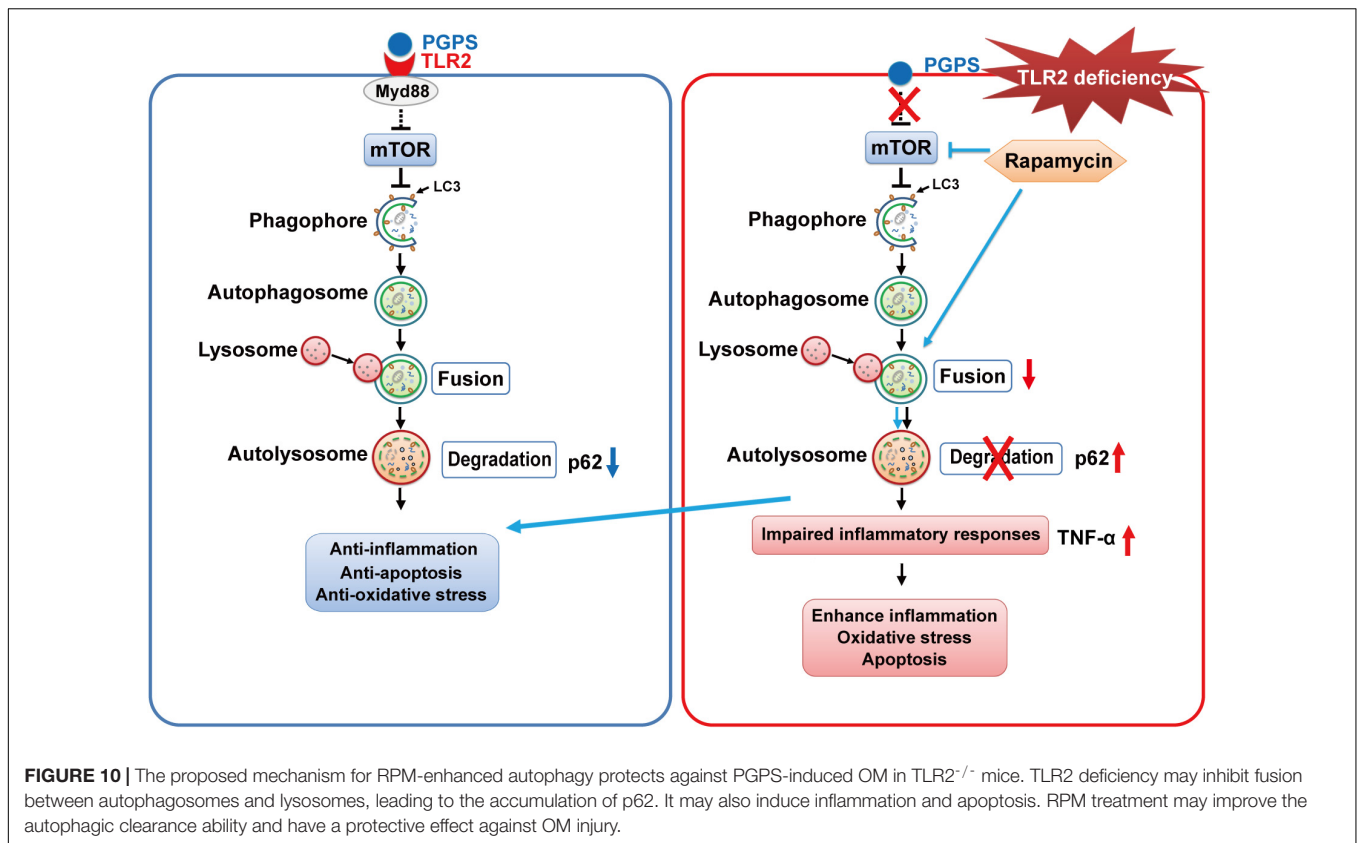 PGPS
TLR2
Myd88
mTOR
LC3
Phagophore
Autophagosome
Lysosome
Fusion
Autolysosome
Degradation p62
Anti-inflammation
Anti-apoptosis
Anti-oxidative stress
PGPS
TLR2 deficiency
mTOR
Rapamycin
LC3
Phagophore
Autophagosome
Lysosome
Fusion
Autolysosome
Degradation p62
Impaired inflammatory responses TNF-α
Enhance inflammation
Oxidative stress
Apoptosis
FIGURE 10 | The proposed mechanism for RPM-enhanced autophagy protects against PGPS-induced OM in TLR2⁻/⁻ mice. TLR2 deficiency may inhibit fusion
between autophagosomes and lysosomes, leading to the accumulation of p62. It may also induce inflammation and apoptosis. RPM treatment may improve the
autophagic clearance ability and have a protective effect against OM injury.